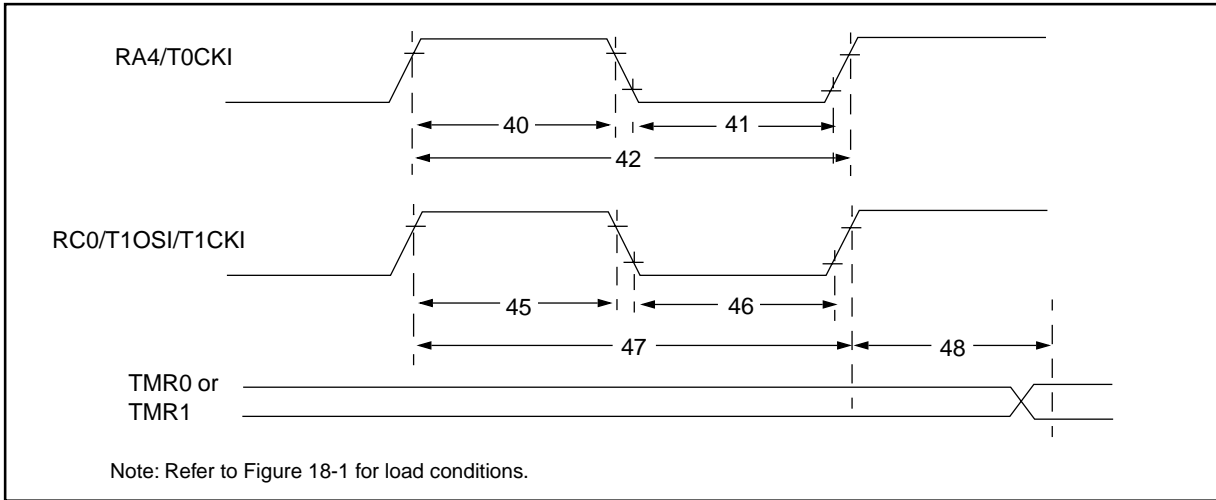 RA4/T0CKI
40
41
42
RC0/T1OSI/T1CKI
45
46
47
48
TMR0 or
TMR1
Note: Refer to Figure 18-1 for load conditions.